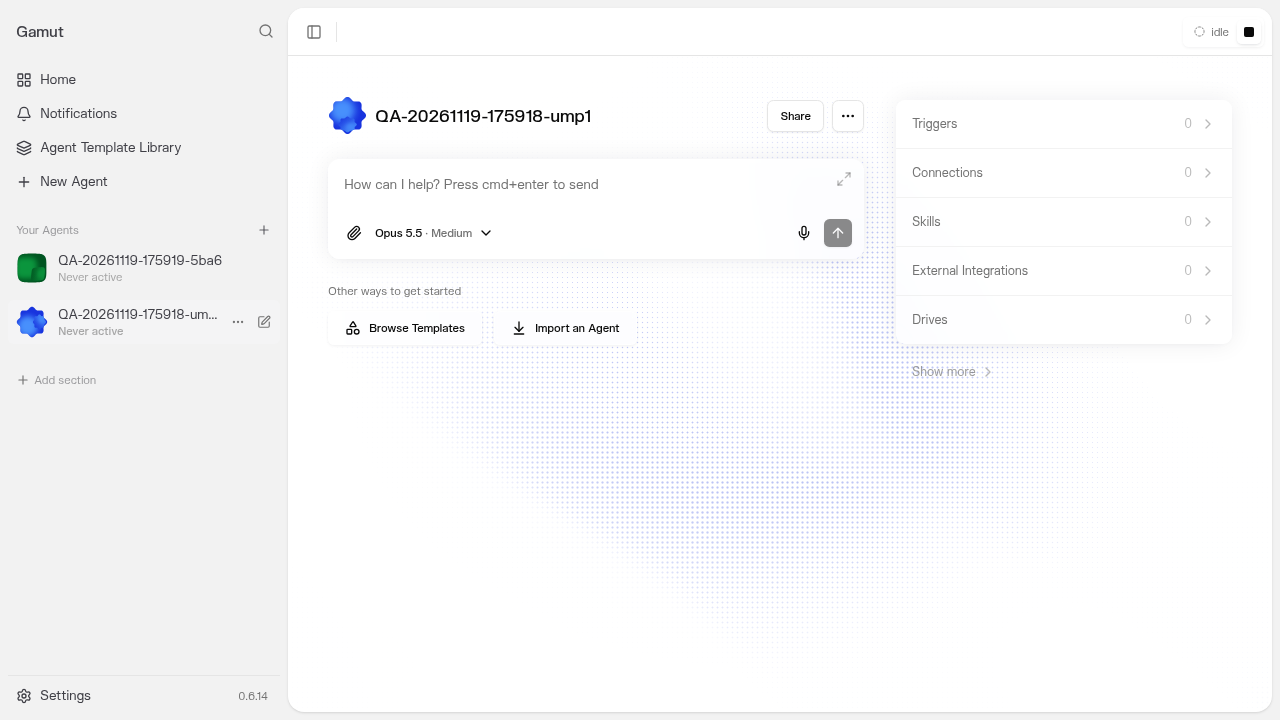 Gamut
Home
Notifications
Agent Template Library
New Agent
Your Agents
QA-20261119-175919-5ba6
Never active
QA-20261119-175918-um...
Never active
Add section
Settings
0.6.14
idle
QA-20261119-175918-ump1
Share
How can I help? Press cmd+enter to send
Opus 5.5 · Medium
Other ways to get started
Browse Templates
Import an Agent
Triggers 0
Connections 0
Skills 0
External Integrations 0
Drives 0
Show more